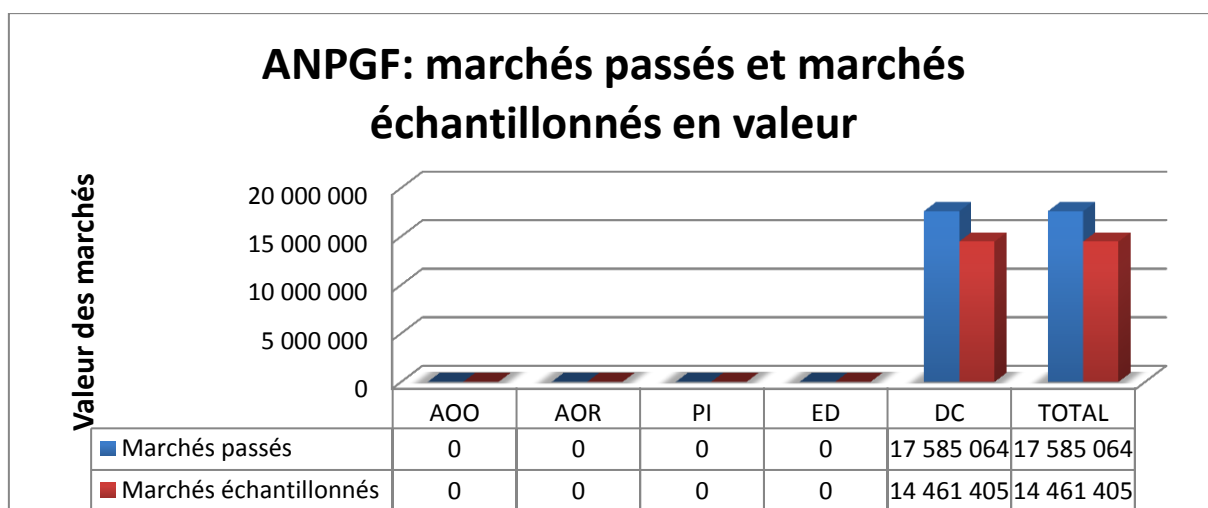 ANPGF: marchés passés et marchés
échantillonnés en valeur
Valeur des marchés
20 000 000
15 000 000
10 000 000
5 000 000
0
AOO AOR PI ED DC TOTAL
Marchés passés 0 0 0 0 17 585 064 17 585 064
Marchés échantillonnés 0 0 0 0 14 461 405 14 461 405